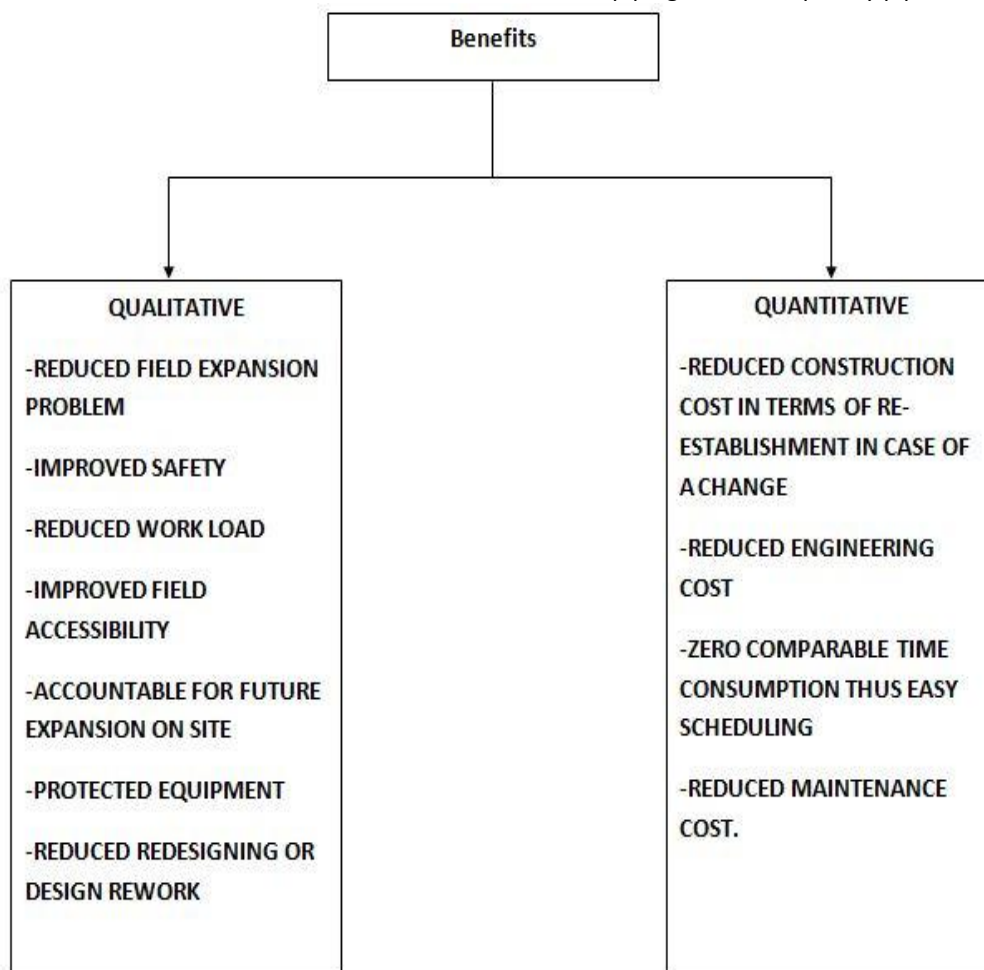 Benefits
QUALITATIVE
-REDUCED FIELD EXPANSION
PROBLEM
-IMPROVED SAFETY
-REDUCED WORK LOAD
-IMPROVED FIELD
ACCESSIBILITY
-ACCOUNTABLE FOR FUTURE
EXPANSION ON SITE
-PROTECTED EQUIPMENT
-REDUCED REDESIGNING OR
DESIGN REWORK
QUANTITATIVE
-REDUCED CONSTRUCTION
COST IN TERMS OF RE-
ESTABLISHMENT IN CASE OF
A CHANGE
-REDUCED ENGINEERING
COST
-ZERO COMPARABLE TIME
CONSUMPTION THUS EASY
SCHEDULING
-REDUCED MAINTENANCE
COST.